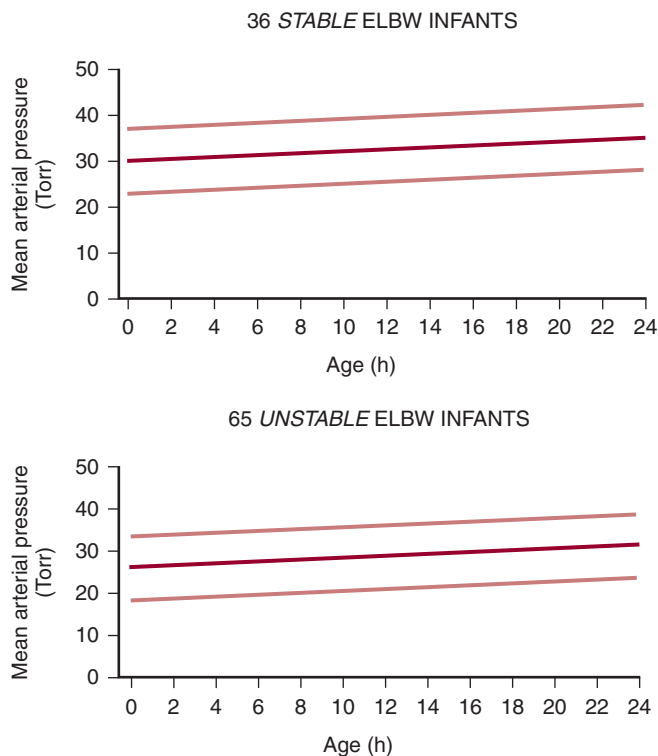 36 STABLE ELBW INFANTS
Mean arterial pressure
(Torr)
50
40
30
20
10
0
0 2 4 6 8 10 12 14 16 18 20 22 24
Age (h)
65 UNSTABLE ELBW INFANTS
Mean arterial pressure
(Torr)
50
40
30
20
10
0
0 2 4 6 8 10 12 14 16 18 20 22 24
Age (h)